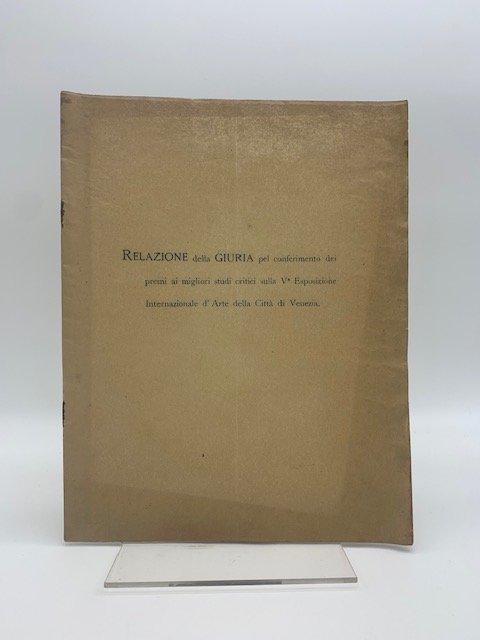 RELAZIONE della GIURIA pel conferimento dei
premi ai migliori studi critici sulla Vª Esposizione
Internazionale d' Arte della Città di Venezia.